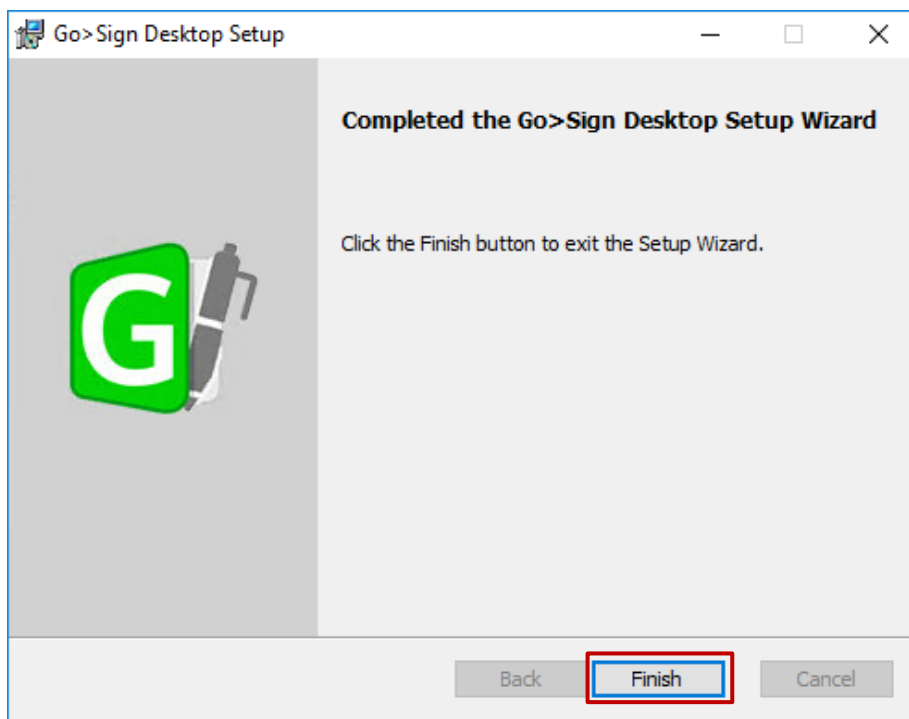 Go>Sign Desktop Setup
Completed the Go>Sign Desktop Setup Wizard
Click the Finish button to exit the Setup Wizard.
G
Back Finish Cancel